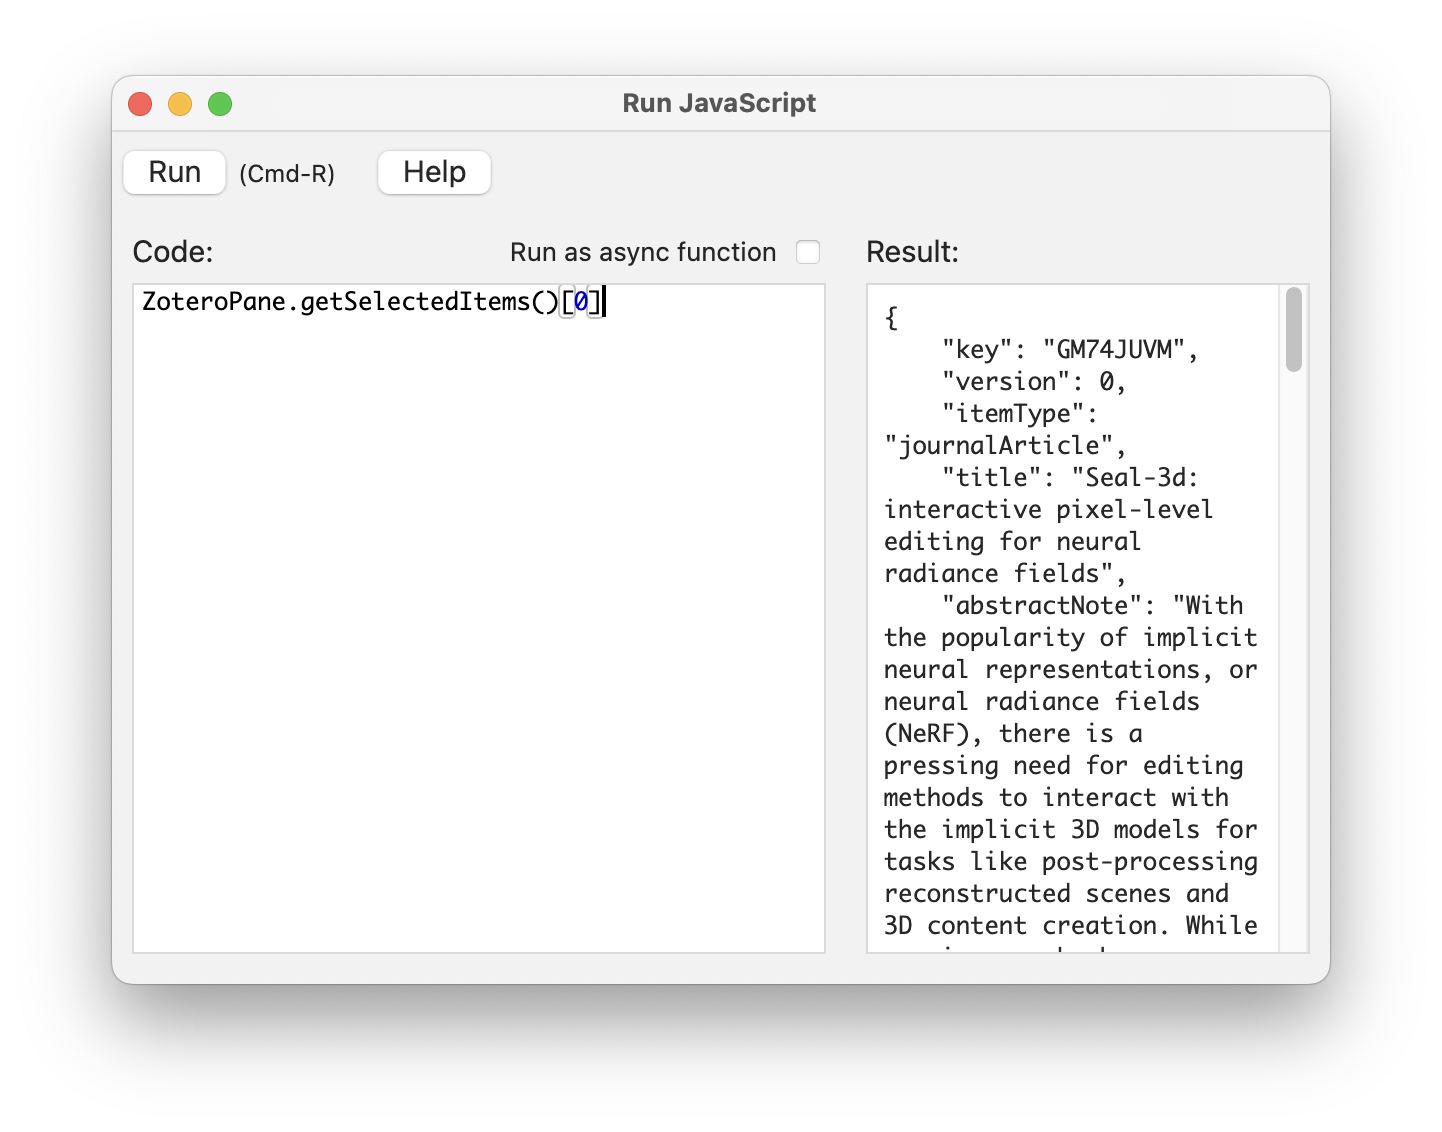 Run JavaScript
Run (Cmd-R) Help
Code: Run as async function Result:
ZoteroPane.getSelectedItems()[0]
{
"key": "GM74JUVM",
"version": 0,
"itemType":
"journalArticle",
"title": "Seal-3d:
interactive pixel-level
editing for neural
radiance fields",
"abstractNote": "With
the popularity of implicit
neural representations, or
neural radiance fields
(NeRF), there is a
pressing need for editing
methods to interact with
the implicit 3D models for
tasks like post-processing
reconstructed scenes and
3D content creation. While